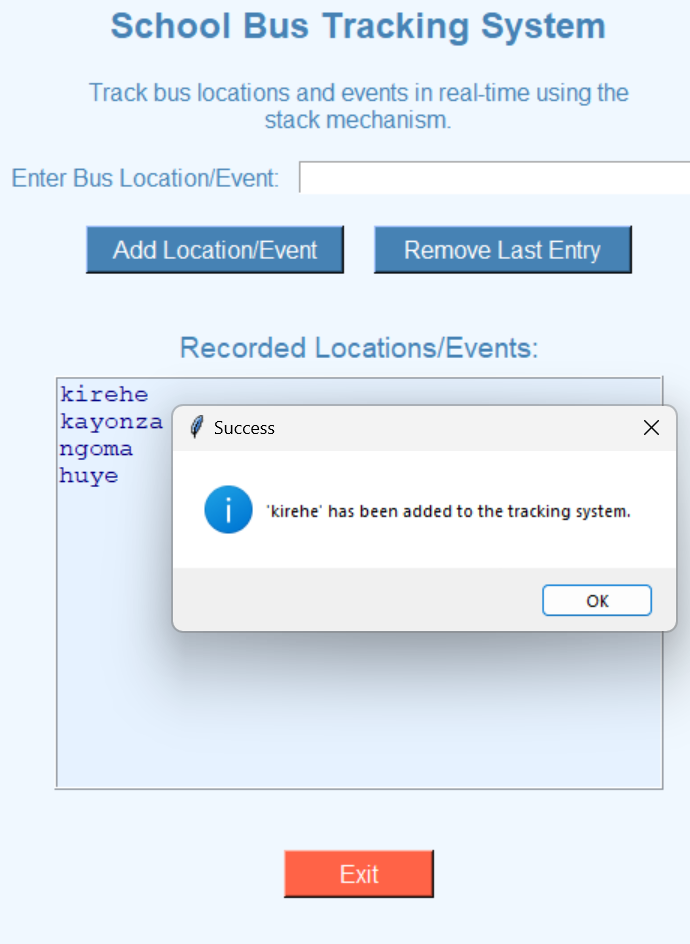 School Bus Tracking System
Track bus locations and events in real-time using the
stack mechanism.
Enter Bus Location/Event:
Add Location/Event
Remove Last Entry
Recorded Locations/Events:
kirehe
kayonza
ngoma
huye
Success
'kirehe' has been added to the tracking system.
OK
Exit